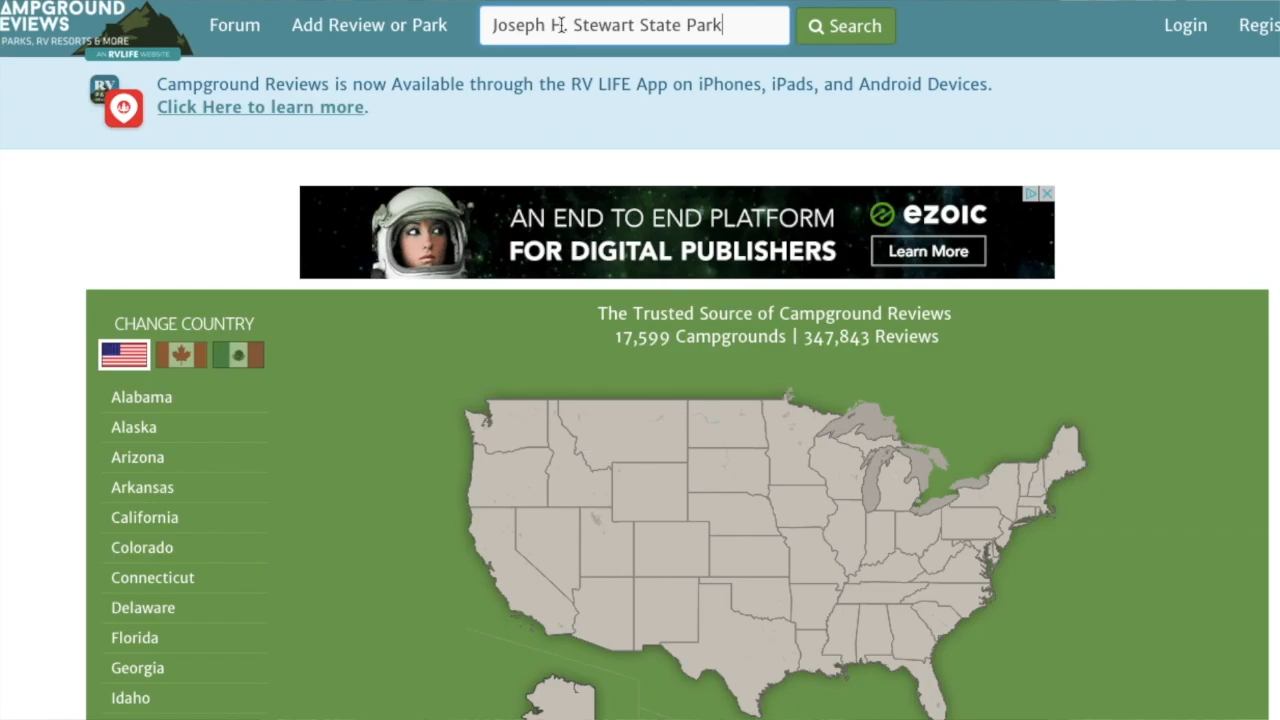 AMPGROUND
EVIEWS
PARKS, RV RESORTS & MORE
AN RVLIFE WEBSITE
Forum
Add Review or Park
Joseph H. Stewart State Park
Search
Login
Regis
RV
Campground Reviews is now Available through the RV LIFE App on iPhones, iPads, and Android Devices.
Click Here to learn more.
AN END TO END PLATFORM
FOR DIGITAL PUBLISHERS
ezoic
Learn More
CHANGE COUNTRY
The Trusted Source of Campground Reviews
17,599 Campgrounds | 347,843 Reviews
Alabama
Alaska
Arizona
Arkansas
California
Colorado
Connecticut
Delaware
Florida
Georgia
Idaho